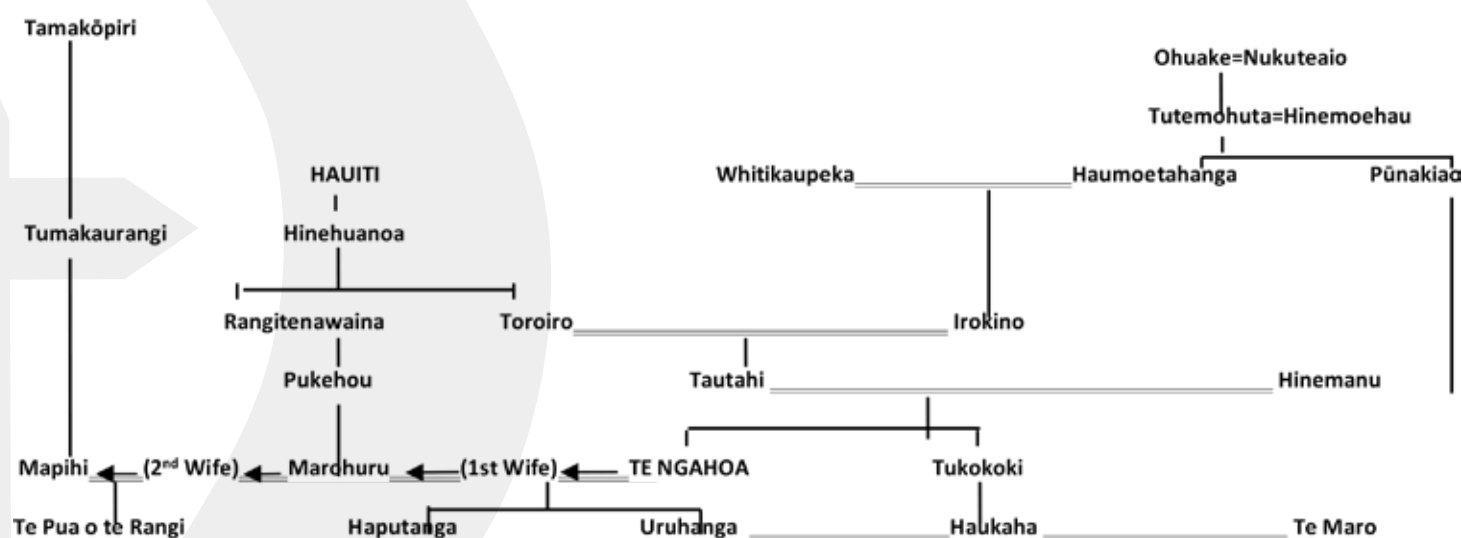 Tamakōpiri
Ohuake=Nukuteaio
Tutemohuta=Hinemoehau
HAUITI Whitikaupeka Haumoetahanga Pūnakiao
Tumakaurangi Hinehuanoa
Rangitenawaina Toroiro Irokino
Pukehou Tautahi Hinemanu
Mapihi (2nd Wife) Marohuru (1st Wife) TE NGAHOA Tukokoki
Te Pua o te Rangi Haputanga Uruhanga Haukaha Te Maro